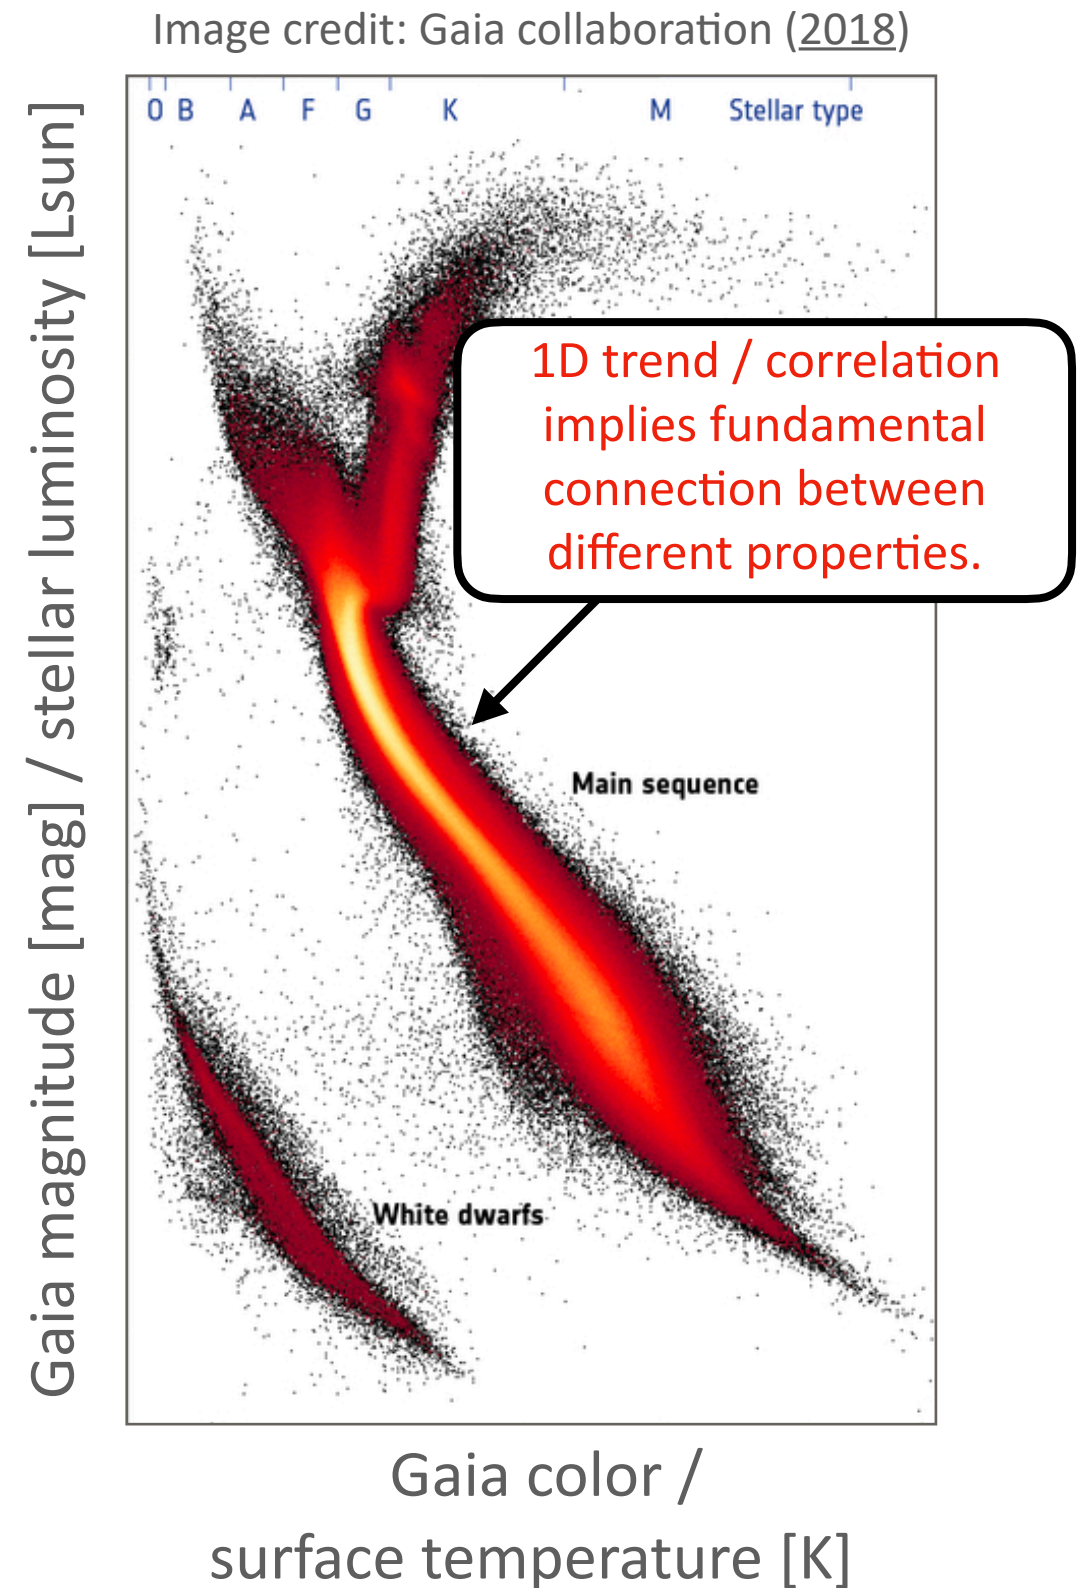 Image credit: Gaia collaboration (2018)
O B A F G K M Stellar type
Gaia magnitude [mag] / stellar luminosity [Lsun]
1D trend / correlation
implies fundamental
connection between
different properties.
Main sequence
White dwarfs
Gaia color /
surface temperature [K]